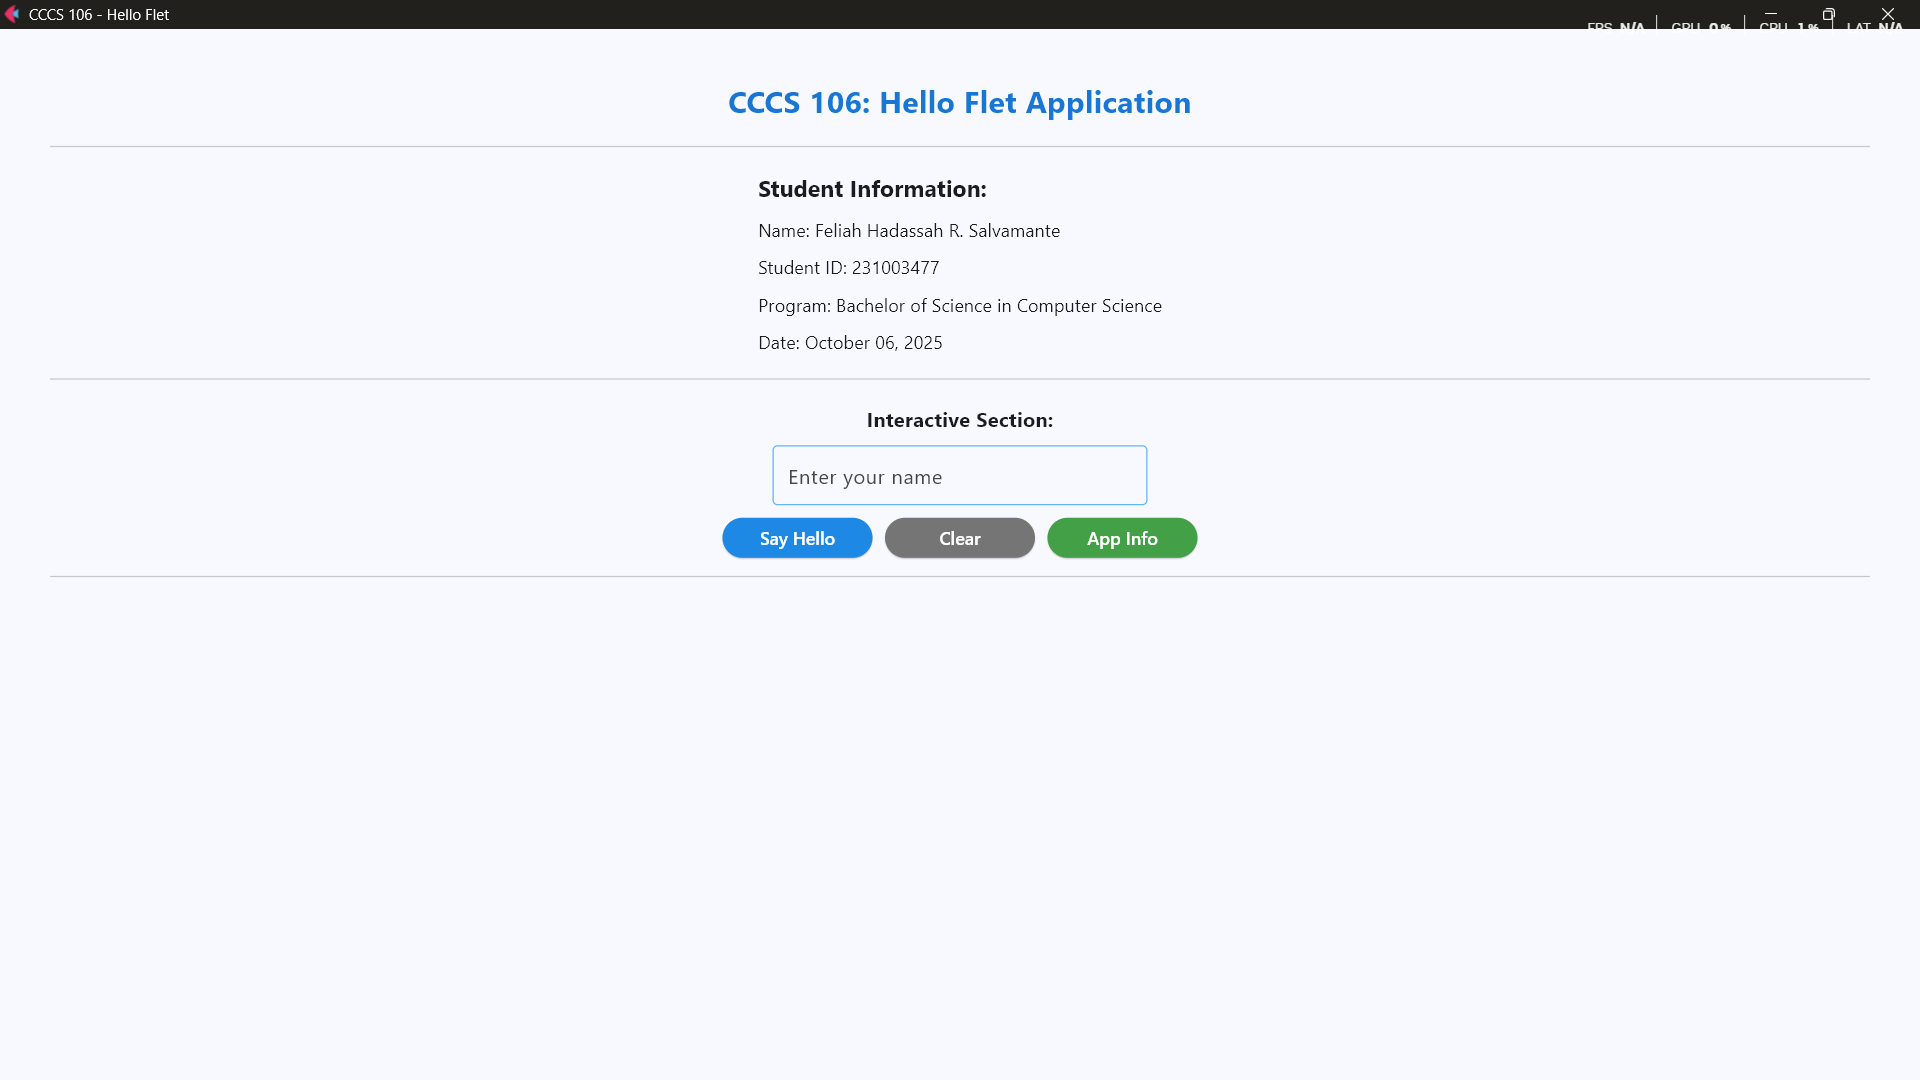 CCCS 106 - Hello Flet
FPS N/A GPU 0% CPU 1% LAT N/A
CCCS 106: Hello Flet Application
Student Information:
Name: Feliah Hadassah R. Salvamante
Student ID: 231003477
Program: Bachelor of Science in Computer Science
Date: October 06, 2025
Interactive Section:
Enter your name
Say Hello
Clear
App Info